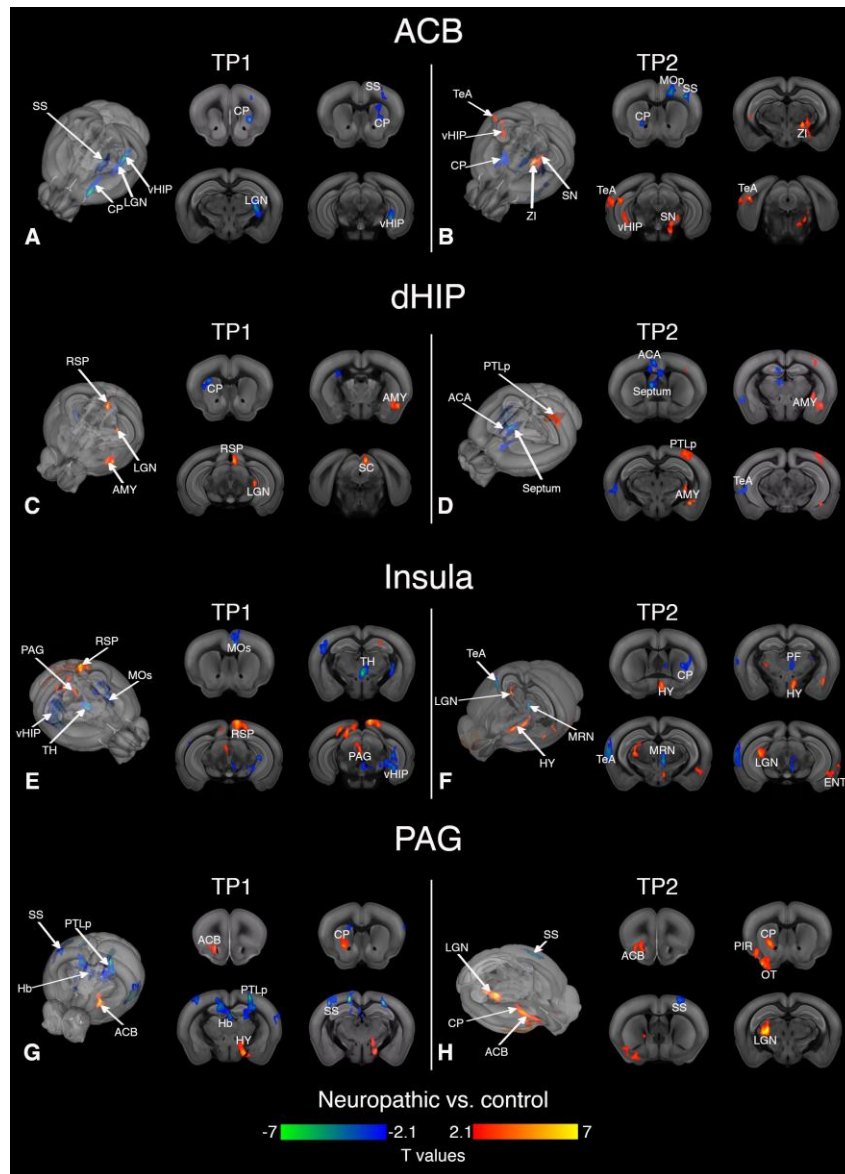 ACB
TP1
TP2
SS
CP
LGN
vHIP
CP
SS
CP
LGN
vHIP
A
TeA
vHIP
CP
ZI
SN
MOp
SS
CP
ZI
TeA
vHIP
SN
TeA
B
dHIP
TP1
TP2
RSP
LGN
AMY
CP
AMY
RSP
LGN
SC
C
PTLp
ACA
Septum
ACA
Septum
AMY
PTLp
AMY
TeA
D
Insula
TP1
TP2
RSP
PAG
MOs
vHIP
TH
MOs
TH
RSP
PAG
vHIP
E
TeA
LGN
MRN
HY
CP
HY
PF
HY
TeA
MRN
LGN
ENT
F
PAG
TP1
TP2
SS
PTLp
Hb
ACB
ACB
CP
PTLp
Hb
HY
SS
G
SS
LGN
CP
ACB
ACB
CP
PIR
OT
SS
LGN
H
Neuropathic vs. control
-7 -2.1 2.1 7
T values